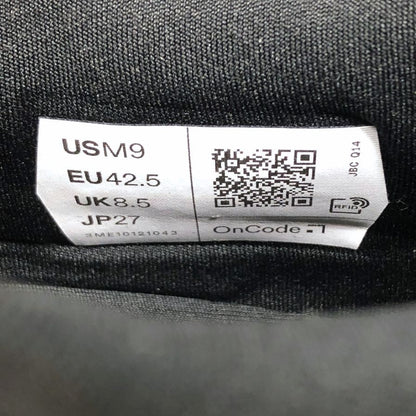 USM9
EU42.5
UK8.5
JP27
3ME10121043
OnCode
JBC Q14
RFID